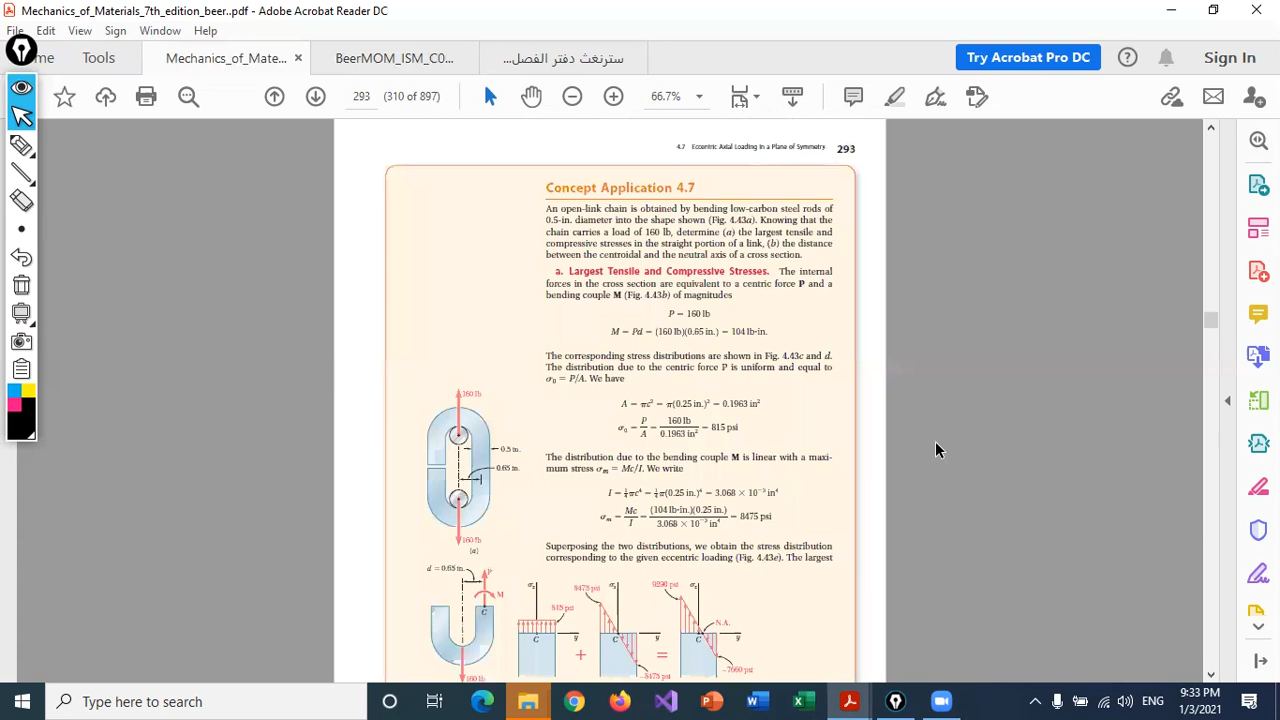 Mechanics_of_Materials_7th_edition_beer..pdf - Adobe Acrobat Reader DC
File Edit View Sign Window Help
me Tools Mechanics_of_Mate... × BeerMOM_ISM_C0... سترنغث دفتر الفصل... Try Acrobat Pro DC Sign In
293 (310 of 897) 66.7%
4.7 Eccentric Axial Loading in a Plane of Symmetry 293
Concept Application 4.7
An open-link chain is obtained by bending low-carbon steel rods of
0.5-in. diameter into the shape shown (Fig. 4.43a). Knowing that the
chain carries a load of 160 lb, determine (a) the largest tensile and
compressive stresses in the straight portion of a link, (b) the distance
between the centroidal and the neutral axis of a cross section.
a. Largest Tensile and Compressive Stresses. The internal
forces in the cross section are equivalent to a centric force P and a
bending couple M (Fig. 4.43b) of magnitudes
P = 160 lb
M = Pd = (160 lb)(0.65 in.) = 104 lb·in.
The corresponding stress distributions are shown in Fig. 4.43c and d.
The distribution due to the centric force P is uniform and equal to
σ₀ = P/A. We have
A = πc² = π(0.25 in.)² = 0.1963 in²
σ₀ = P/A = 160 lb/0.1963 in² = 815 psi
The distribution due to the bending couple M is linear with a maxi-
mum stress σₘ = Mc/I. We write
I = ¼πc⁴ = ¼π(0.25 in.)⁴ = 3.068 × 10⁻³ in⁴
σₘ = Mc/I = (104 lb·in.)(0.25 in.)/3.068 × 10⁻³ in⁴ = 8475 psi
Superposing the two distributions, we obtain the stress distribution
corresponding to the given eccentric loading (Fig. 4.43e). The largest
160 lb
0.5 in.
0.65 in.
160 lb
(a)
d = 0.65 in.
P
M
C
160 lb
σₓ
815 psi
C
y
+
8475 psi
σₓ
C
y
–8475 psi
=
9290 psi
σₓ
N.A.
C
y
–7660 psi
Type here to search
ENG
9:33 PM
1/3/2021